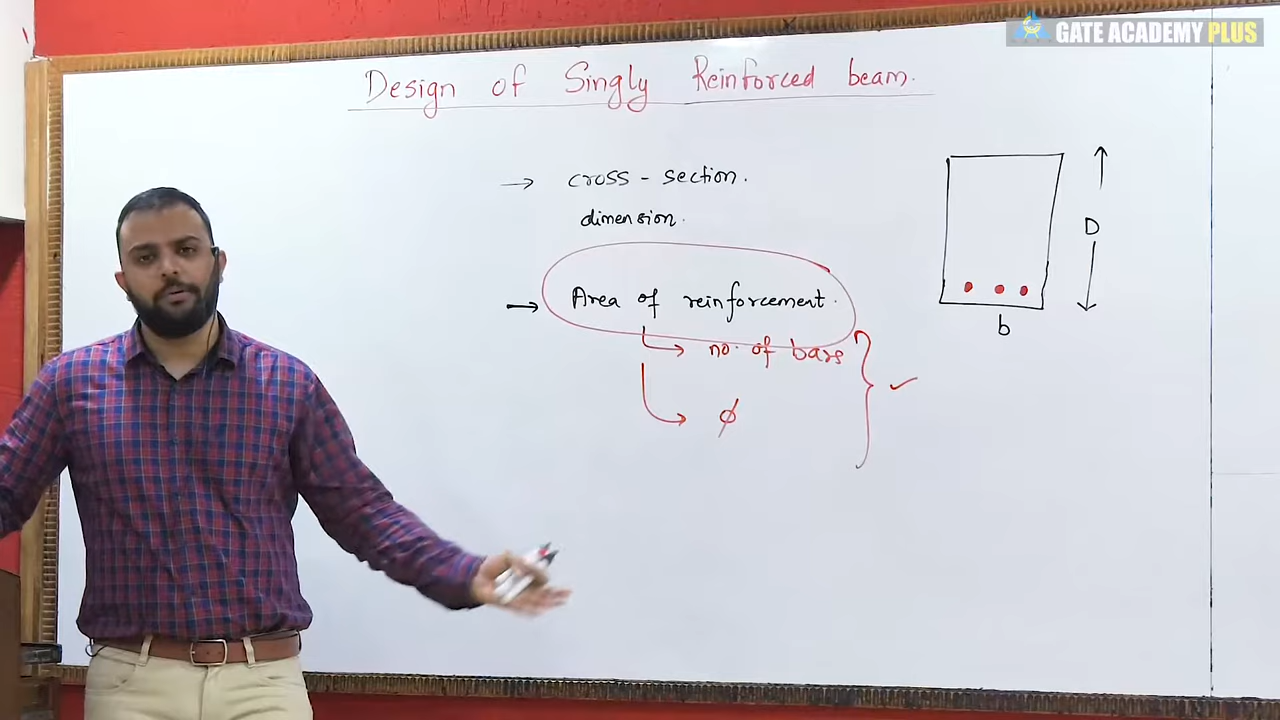 GATE ACADEMY PLUS
Design of Singly Reinforced beam.
→ cross-section.
dimension.
→ Area of reinforcement.
→ no. of bars
→ ϕ
✓
D
b